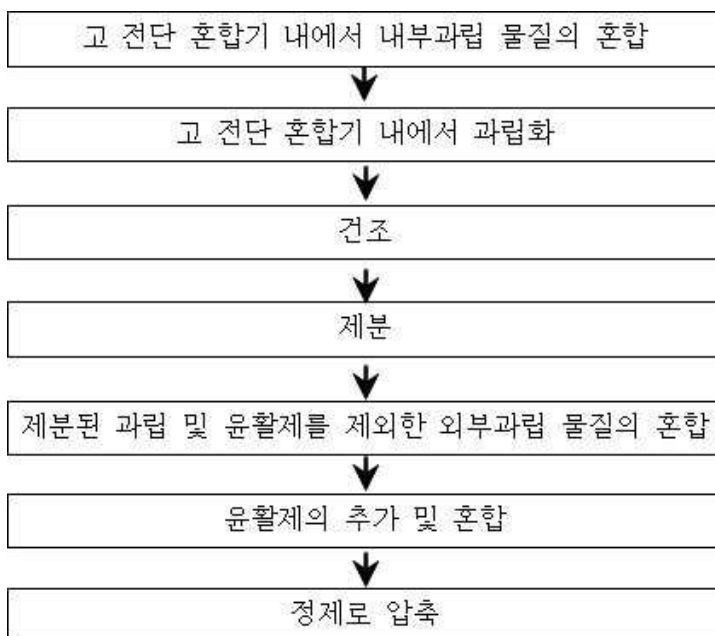 고 전단 혼합기 내에서 내부과립 물질의 혼합
고 전단 혼합기 내에서 과립화
건조
제분
제분된 과립 및 윤활제를 제외한 외부과립 물질의 혼합
윤활제의 추가 및 혼합
정제로 압축